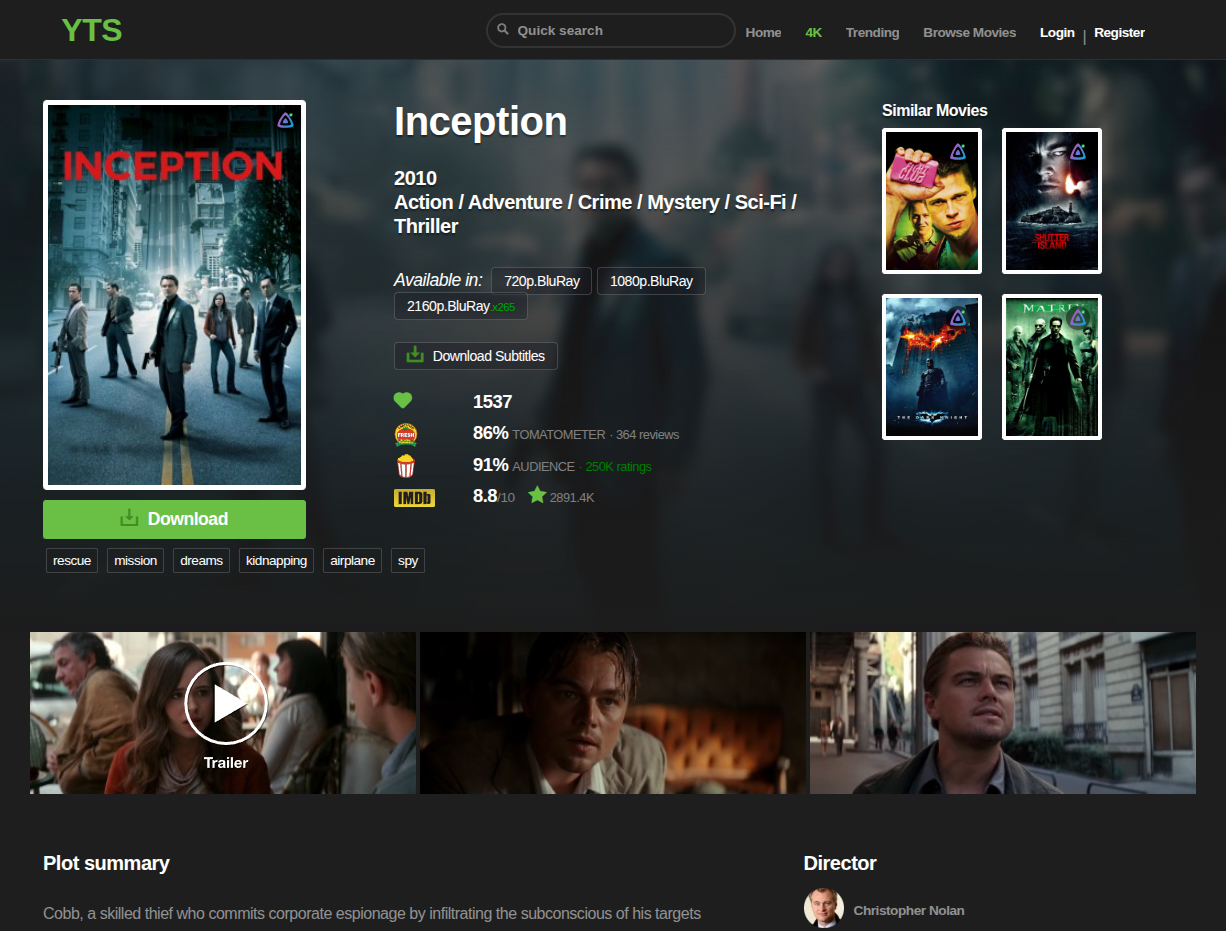 YTS
Quick search
Home
4K
Trending
Browse Movies
Login
|
Register
INCEPTION
Inception
2010
Action / Adventure / Crime / Mystery / Sci-Fi /
Thriller
Available in: 720p.BluRay 1080p.BluRay
2160p.BluRay.x265
Download Subtitles
1537
FRESH
86% TOMATOMETER · 364 reviews
91% AUDIENCE · 250K ratings
IMDb 8.8/10 2891.4K
Similar Movies
FIGHT
CLUB
SHUTTER
ISLAND
THE DARK KNIGHT
MATRIX
Download
rescue
mission
dreams
kidnapping
airplane
spy
Trailer
Plot summary
Cobb, a skilled thief who commits corporate espionage by infiltrating the subconscious of his targets
Director
Christopher Nolan